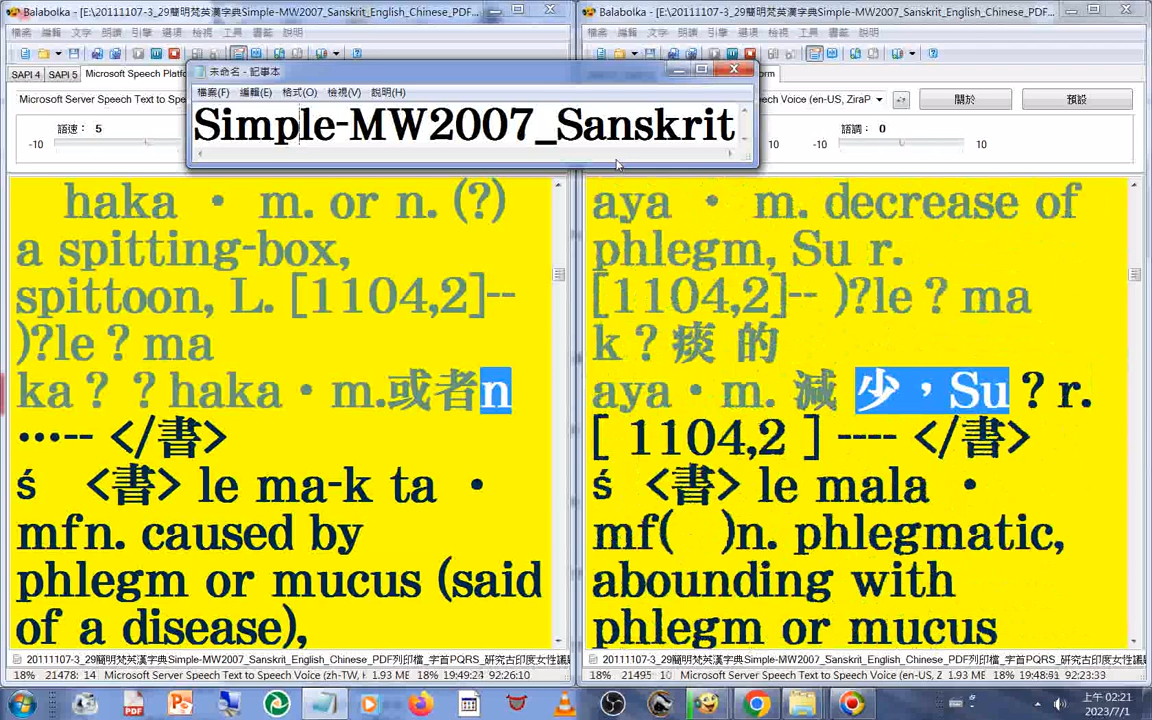 Balabolka - [E:\20111107-3_29簡明梵英漢字典Simple-MW2007_Sanskrit_English_Chinese_PDF...
檔案 編輯 文字 朗讀 引擎 選項 檢視 工具 書籤 說明
SAPI 4 SAPI 5 Microsoft Speech Platfo
Microsoft Server Speech Text to Spee
語速： 5
-10
Balabolka - [E:\20111107-3_29簡明梵英漢字典Simple-MW2007_Sanskrit_English_Chinese_PDF...
檔案 編輯 文字 朗讀 引擎 選項 檢視 工具 書籤 說明
form
Speech Voice (en-US, ZiraP
關於
預設
語調： 0
10 -10 10
未命名 - 記事本
檔案(F) 編輯(E) 格式(O) 檢視(V) 說明(H)
Simple-MW2007_Sanskrit
haka • m. or n. (?)
a spitting-box,
spittoon, L. [1104,2]--
)?le ? ma
ka ? ? haka • m.或者n
…-- </書>
ś <書> le ma-k ta •
mfn. caused by
phlegm or mucus (said
of a disease),
aya • m. decrease of
phlegm, Su r.
[1104,2]-- )?le ? ma
k ? 痰 的
aya • m. 減 少，Su ? r.
[ 1104,2 ] ---- </書>
ś <書> le mala •
mf( )n. phlegmatic,
abounding with
phlegm or mucus
20111107-3_29簡明梵英漢字典Simple-MW2007_Sanskrit_English_Chinese_PDF列印檔_字首PQRS_研究古印度女性議
18% 21478: 14 Microsoft Server Speech Text to Speech Voice (zh-TW, H 1.93 MB 19:49:24 92:26:10
20111107-3_29簡明梵英漢字典Simple-MW2007_Sanskrit_English_Chinese_PDF列印檔_字首PQRS_研究古印度女性議
18% 21495 Microsoft Server Speech Text to Speech Voice (en-US, Z 1.93 MB 92:23:39
上午 02:21
2023/7/1